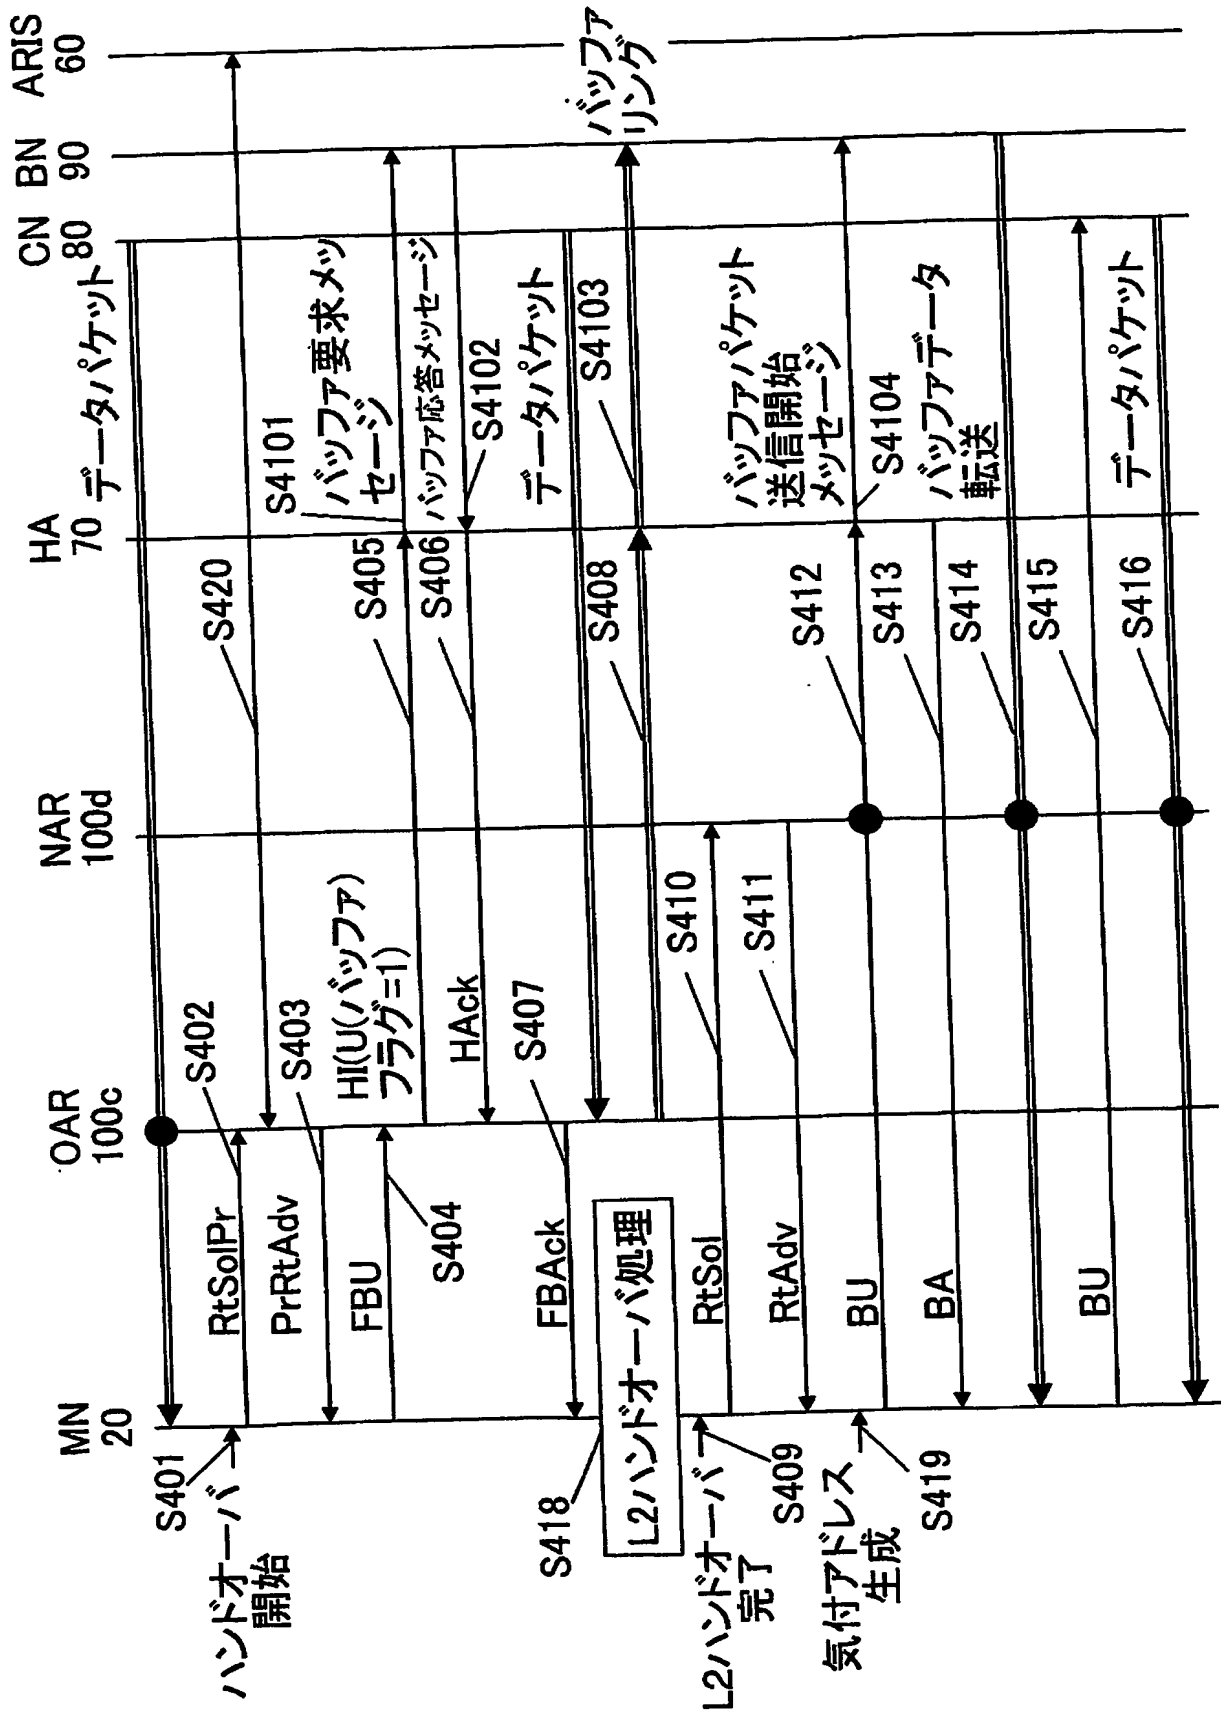 MN
20
OAR
100c
NAR
100d
HA
70
CN
80
BN
90
ARIS
60
データパケット
S401
ハンドオーバ
開始
RtSolPr
S402
S420
PrRtAdv
S403
FBU
S404
HI(U(バッファ)
フラグ=1)
S405
S4101
バッファ要求メッ
セージ
HAck
S406
バッファ応答メッセージ
S4102
FBAck
S407
データパケット
S418
L2ハンドオーバ処理
S408
S4103
バッファ
リング
L2ハンドオーバ
完了
S409
RtSol
S410
RtAdv
S411
気付アドレス
生成
S419
BU
S412
バッファパケット
送信開始
メッセージ
S4104
BA
S413
S414
バッファデータ
転送
BU
S415
S416
データパケット